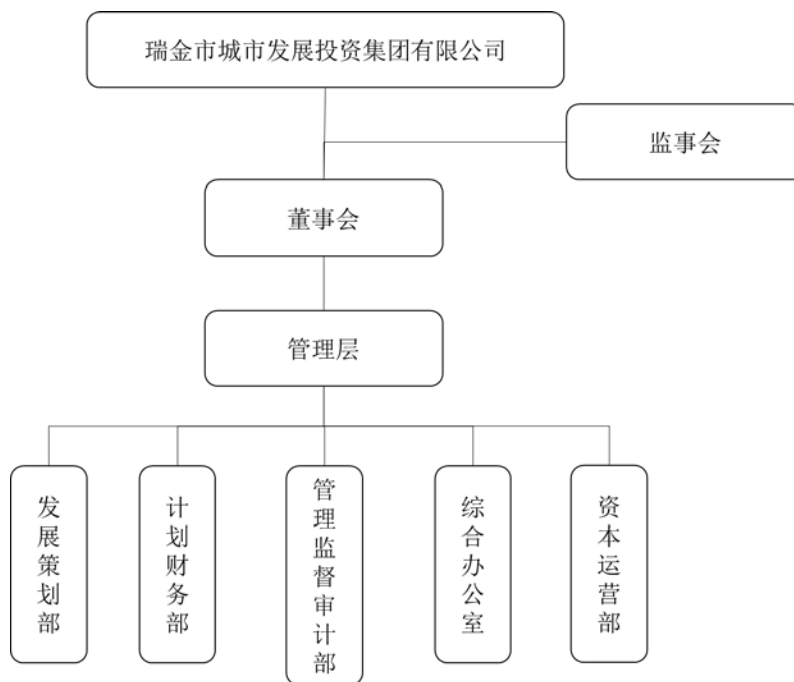 瑞金市城市发展投资集团有限公司
监事会
董事会
管理层
发展策划部
计划财务部
管理监督审计部
综合办公室
资本运营部